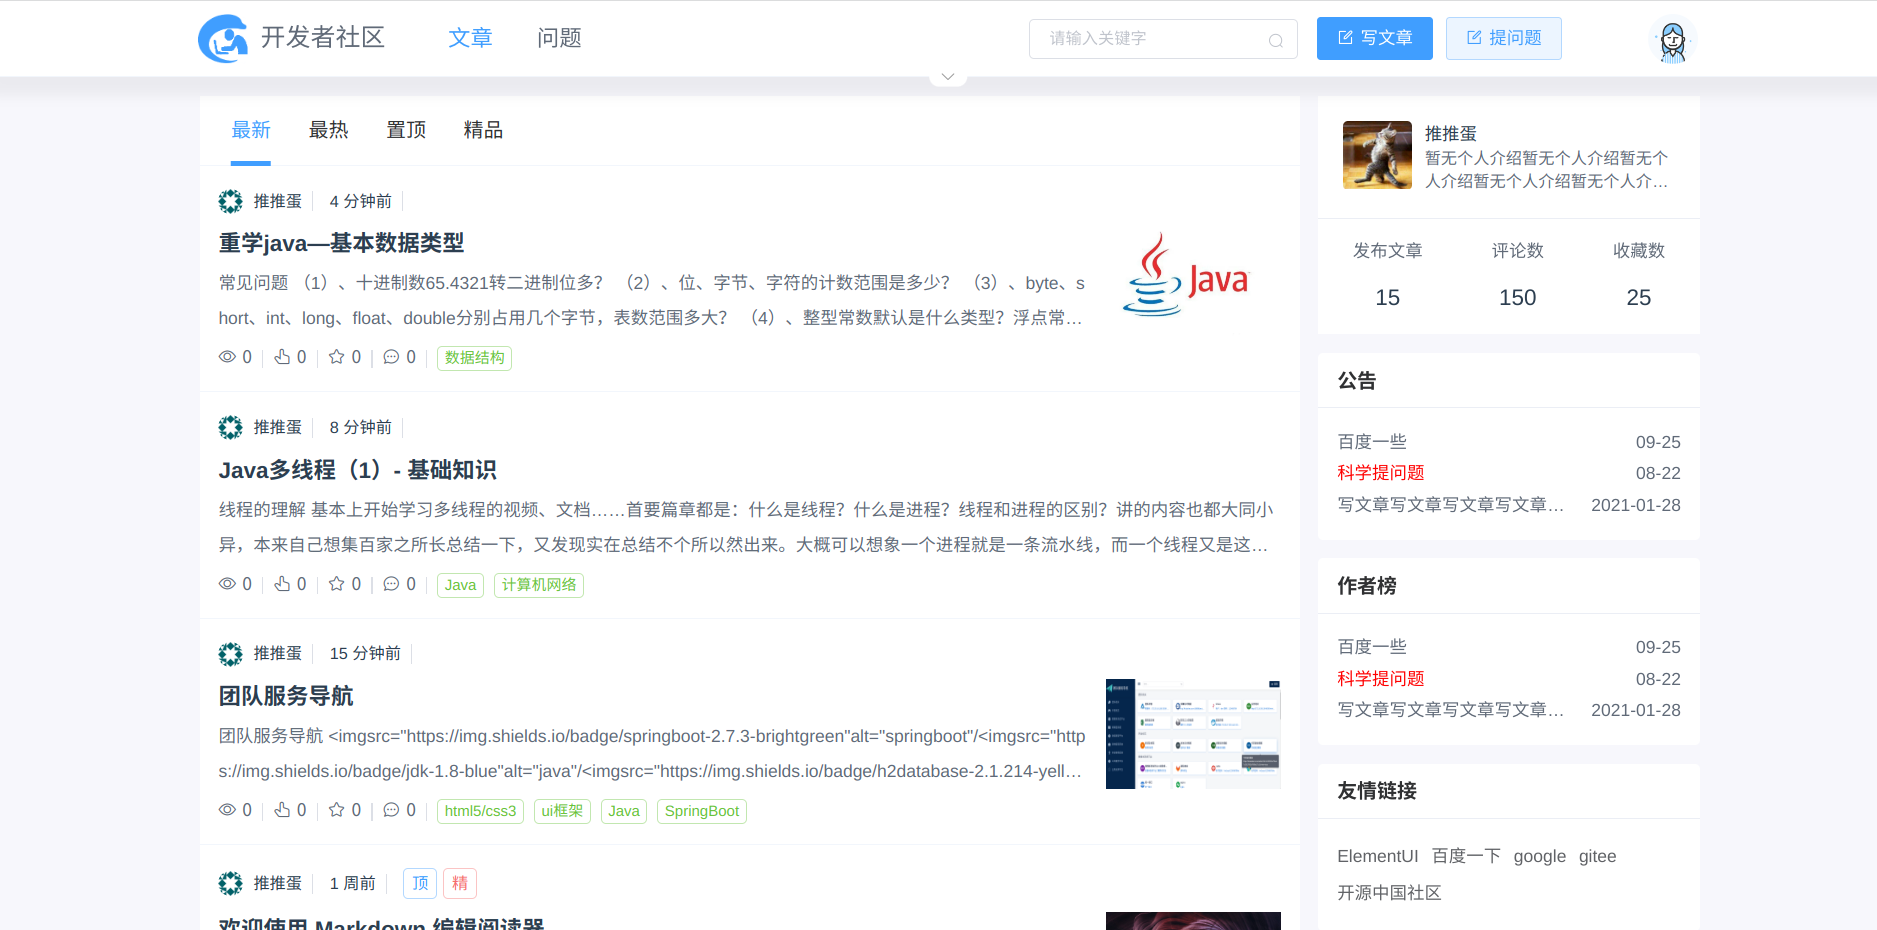 开发者社区 文章 问题 请输入关键字 写文章 提问题
最新 最热 置顶 精品
推推蛋 4 分钟前
重学java—基本数据类型
常见问题 （1）、十进制数65.4321转二进制位多？ （2）、位、字节、字符的计数范围是多少？ （3）、byte、s
hort、int、long、float、double分别占用几个字节，表数范围多大？ （4）、整型常数默认是什么类型？浮点常...
0 0 0 0 数据结构
Java
推推蛋 8 分钟前
Java多线程（1）- 基础知识
线程的理解 基本上开始学习多线程的视频、文档……首要篇章都是：什么是线程？什么是进程？线程和进程的区别？讲的内容也都大同小
异，本来自己想集百家之所长总结一下，又发现实在总结不个所以然出来。大概可以想象一个进程就是一条流水线，而一个线程又是这...
0 0 0 0 Java 计算机网络
推推蛋 15 分钟前
团队服务导航
团队服务导航 <imgsrc="https://img.shields.io/badge/springboot-2.7.3-brightgreen"alt="springboot"/<imgsrc="http
s://img.shields.io/badge/jdk-1.8-blue"alt="java"/<imgsrc="https://img.shields.io/badge/h2database-2.1.214-yell...
0 0 0 0 html5/css3 ui框架 Java SpringBoot
推推蛋 1 周前 顶 精
欢迎使用 Markdown 编辑阅读器
推推蛋
暂无个人介绍暂无个人介绍暂无个
人介绍暂无个人介绍暂无个人介...
发布文章 评论数 收藏数
15 150 25
公告
百度一些 09-25
科学提问题 08-22
写文章写文章写文章写文章... 2021-01-28
作者榜
百度一些 09-25
科学提问题 08-22
写文章写文章写文章写文章... 2021-01-28
友情链接
ElementUI 百度一下 google gitee
开源中国社区